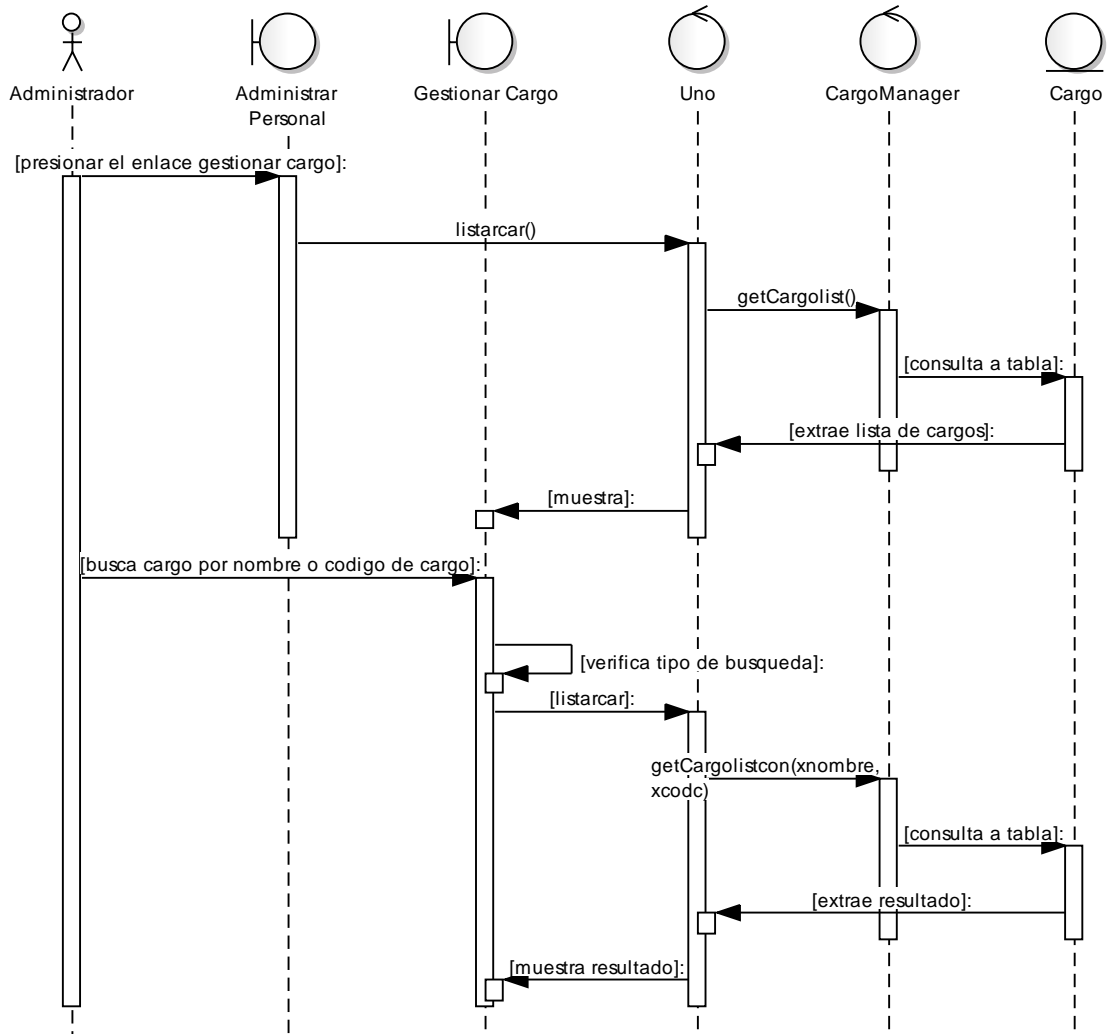 Administrador
Administrar
Personal
Gestionar Cargo
Uno
CargoManager
Cargo
[presionar el enlace gestionar cargo]:
listarcar()
getCargolist()
[consulta a tabla]:
[extrae lista de cargos]:
[muestra]:
[busca cargo por nombre o codigo de cargo]:
[verifica tipo de busqueda]:
[listarcar]:
getCargolistcon(xnombre,
xcodc)
[consulta a tabla]:
[extrae resultado]:
[muestra resultado]: